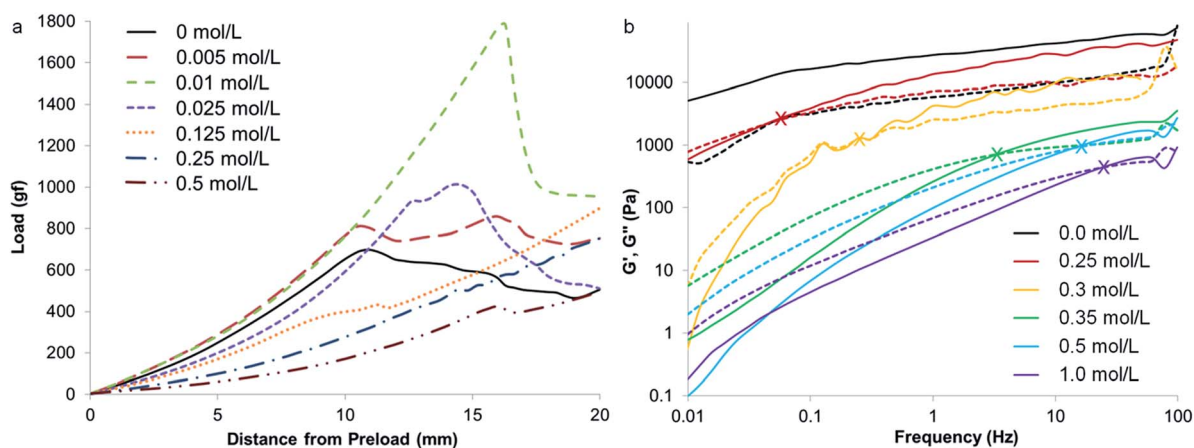 a
1800
1600
1400
1200
1000
800
600
400
200
0
Load (gf)
0 mol/L
0.005 mol/L
0.01 mol/L
0.025 mol/L
0.125 mol/L
0.25 mol/L
0.5 mol/L
0 5 10 15 20
Distance from Preload (mm)
b
10000
1000
100
10
1
0.1
G', G" (Pa)
0.0 mol/L
0.25 mol/L
0.3 mol/L
0.35 mol/L
0.5 mol/L
1.0 mol/L
0.01 0.1 1 10 100
Frequency (Hz)